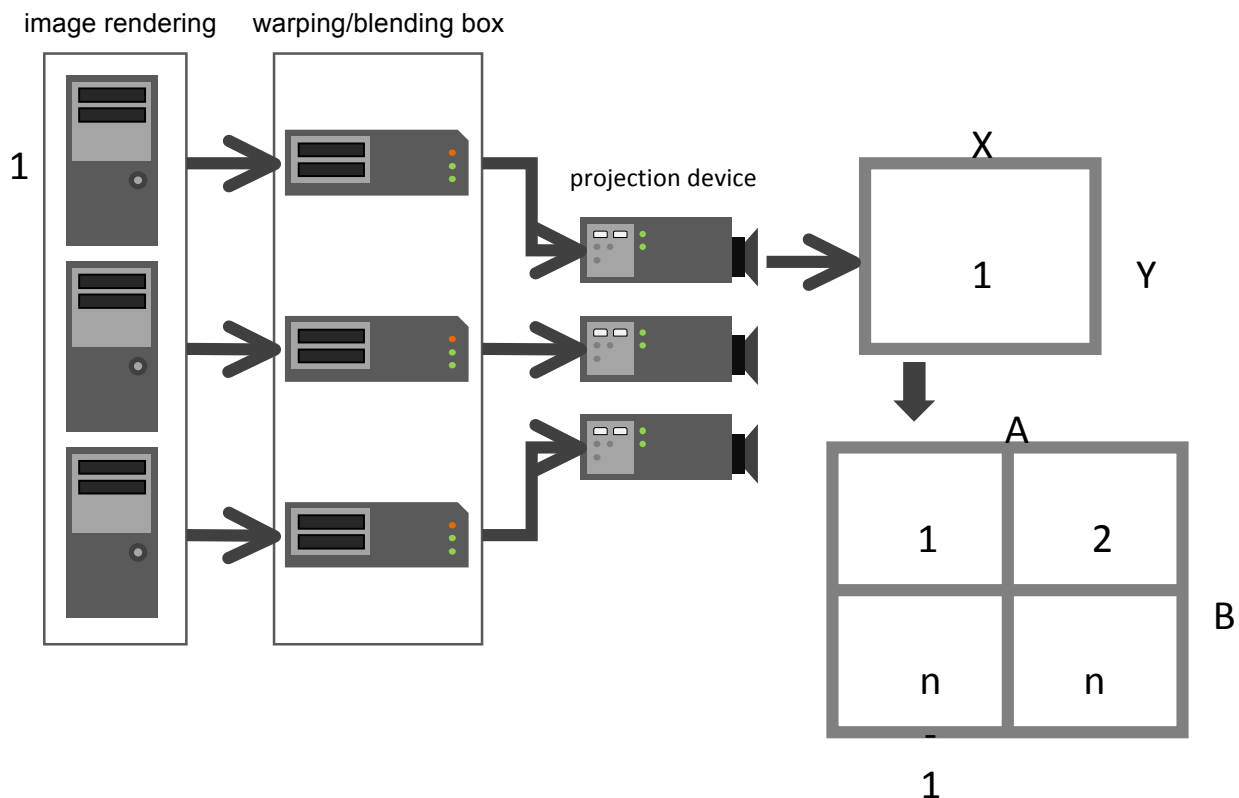 image rendering
warping/blending box
1
projection device
X
1
Y
A
1
2
B
n
-
1
n